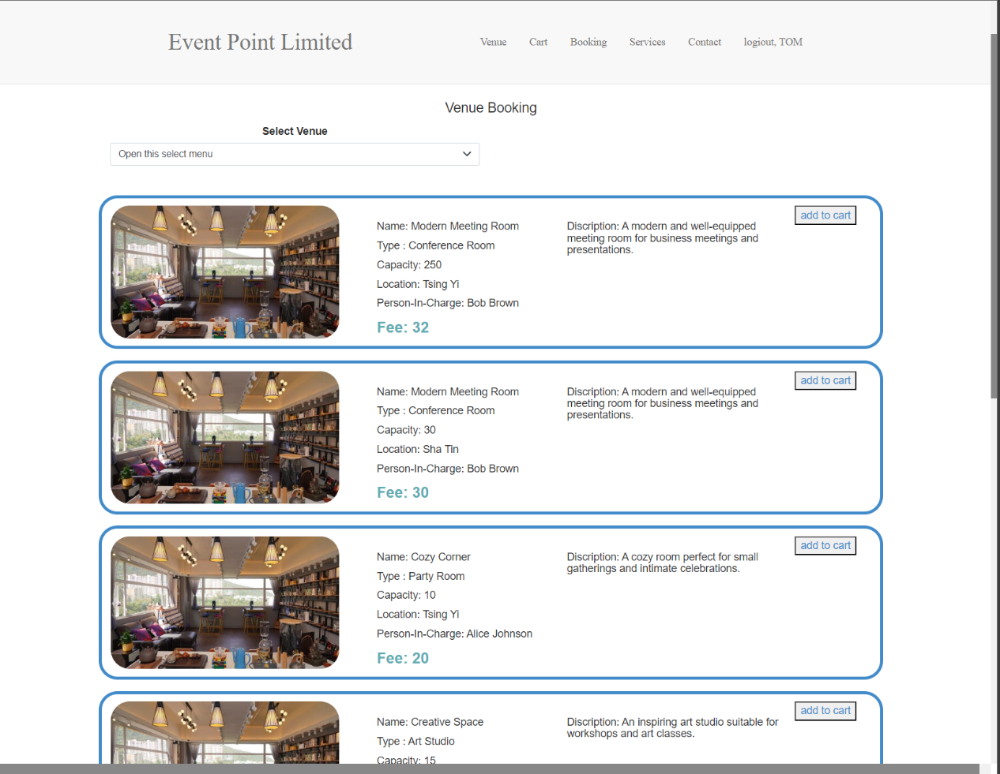 Event Point Limited
Venue
Cart
Booking
Services
Contact
logiout, TOM
Venue Booking
Select Venue
Open this select menu
Name: Modern Meeting Room
Type : Conference Room
Capacity: 250
Location: Tsing Yi
Person-In-Charge: Bob Brown
Fee: 32
Discription: A modern and well-equipped
meeting room for business meetings and
presentations.
add to cart
Name: Modern Meeting Room
Type : Conference Room
Capacity: 30
Location: Sha Tin
Person-In-Charge: Bob Brown
Fee: 30
Discription: A modern and well-equipped
meeting room for business meetings and
presentations.
add to cart
Name: Cozy Corner
Type : Party Room
Capacity: 10
Location: Tsing Yi
Person-In-Charge: Alice Johnson
Fee: 20
Discription: A cozy room perfect for small
gatherings and intimate celebrations.
add to cart
Name: Creative Space
Type : Art Studio
Capacity: 15
Discription: An inspiring art studio suitable for
workshops and art classes.
add to cart